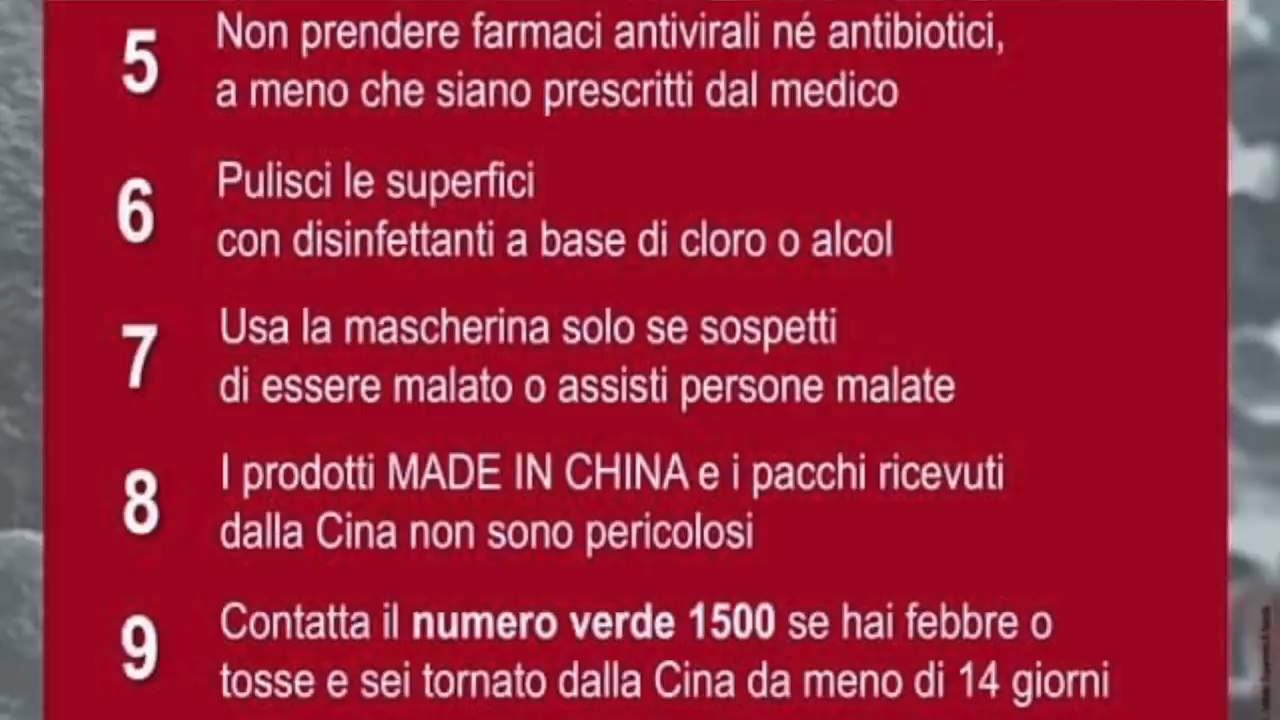 5 Non prendere farmaci antivirali né antibiotici,
a meno che siano prescritti dal medico
6 Pulisci le superfici
con disinfettanti a base di cloro o alcol
7 Usa la mascherina solo se sospetti
di essere malato o assisti persone malate
8 I prodotti MADE IN CHINA e i pacchi ricevuti
dalla Cina non sono pericolosi
9 Contatta il numero verde 1500 se hai febbre o
tosse e sei tornato dalla Cina da meno di 14 giorni